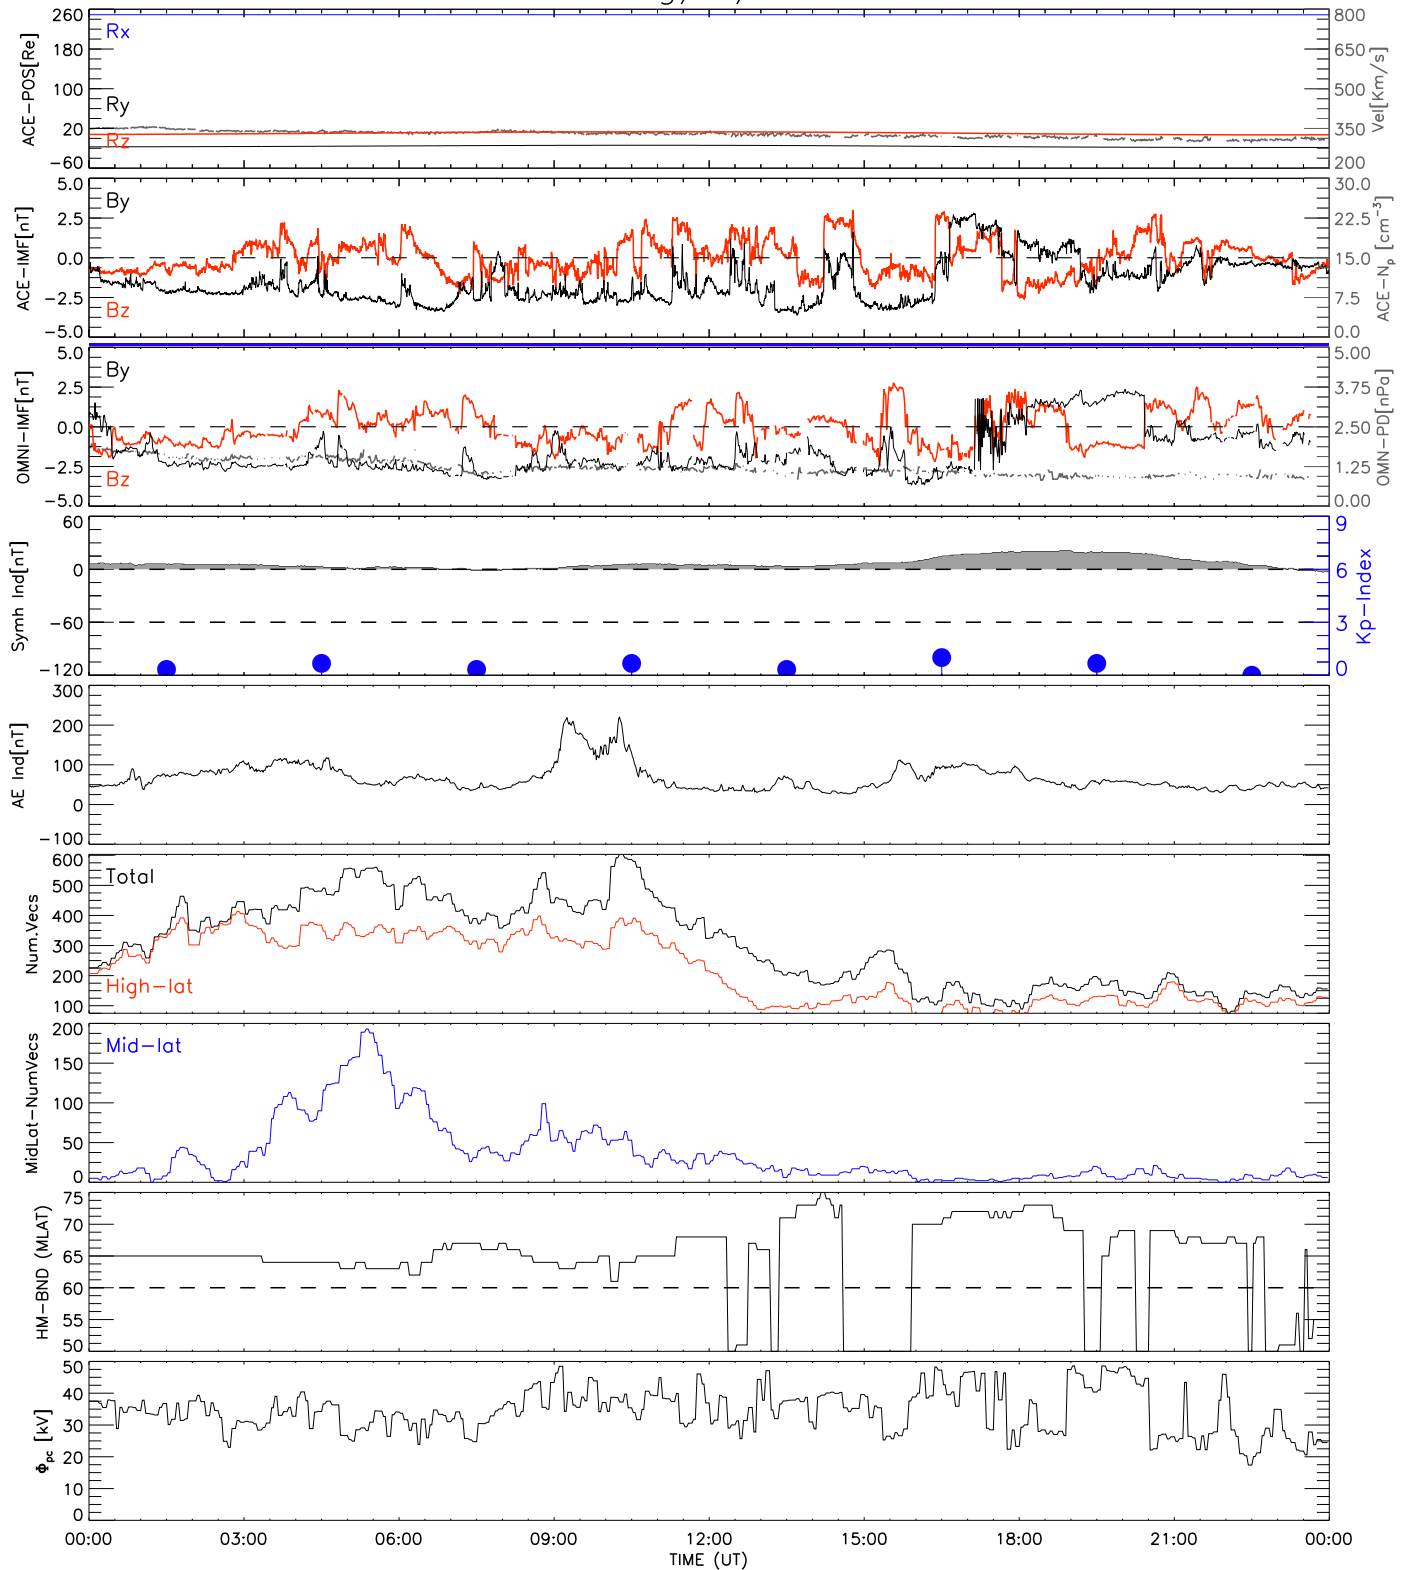 260
180
100
20
−60
ACE−POS[Re]
Rx
Ry
Rz
800
650
500
350
200
Vel[Km/s]
5.0
2.5
0.0
−2.5
−5.0
ACE−IMF[nT]
By
Bz
30.0
22.5
15.0
7.5
0.0
ACE−Np [cm−3]
5.0
2.5
0.0
−2.5
−5.0
OMNI−IMF[nT]
By
Bz
5.00
3.75
2.50
1.25
0.00
OMN−PD[nPa]
60
0
−60
−120
Symh Ind[nT]
9
6
3
0
Kp−Index
300
200
100
0
−100
AE Ind[nT]
600
500
400
300
200
100
Num.Vecs
Total
High−lat
200
150
100
50
0
MidLat−NumVecs
Mid−lat
75
70
65
60
55
50
HM−BND (MLAT)
50
40
30
20
10
0
Φpc [kV]
00:00 03:00 06:00 09:00 12:00 15:00 18:00 21:00 00:00
TIME (UT)